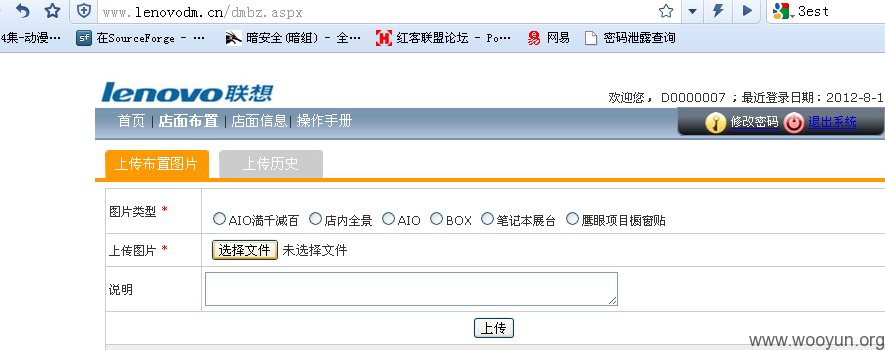 www.lenovodm.cn/dmbz.aspx
3est
4集-动漫…
sf 在SourceForge - …
暗安全(暗组) - 全…
红客联盟论坛 - Po…
网易
密码泄露查询
lenovo联想
欢迎您，D0000007 ；最近登录日期：2012-8-1
首页 | 店面布置 | 店面信息 | 操作手册
修改密码 退出系统
上传布置图片 上传历史
图片类型 * AIO满千减百 店内全景 AIO BOX 笔记本展台 鹰眼项目橱窗贴
上传图片 * 选择文件 未选择文件
说明
上传
www.wooyun.org